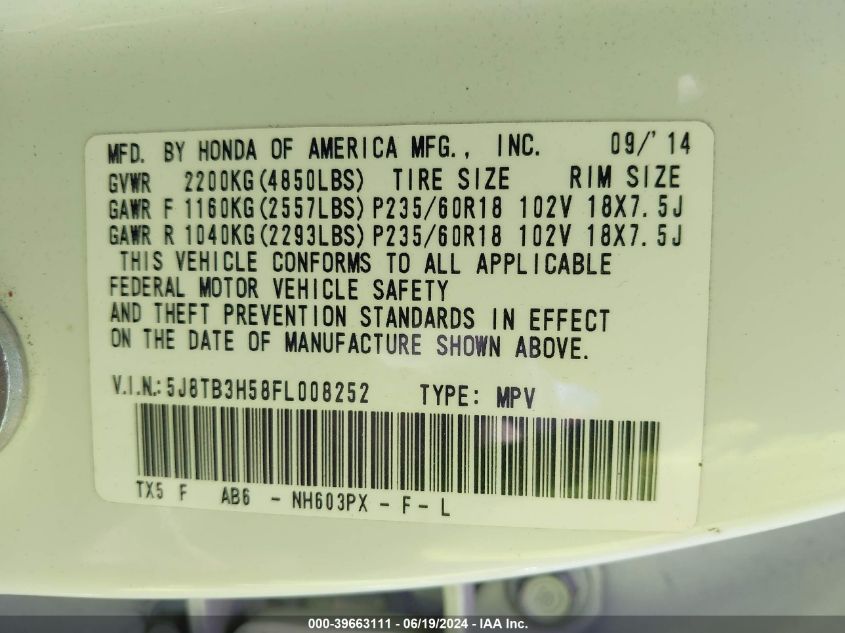 MFD. BY HONDA OF AMERICA MFG., INC. 09/'14
GVWR 2200KG(4850LBS) TIRE SIZE RIM SIZE
GAWR F 1160KG(2557LBS) P235/60R18 102V 18X7.5J
GAWR R 1040KG(2293LBS) P235/60R18 102V 18X7.5J
THIS VEHICLE CONFORMS TO ALL APPLICABLE
FEDERAL MOTOR VEHICLE SAFETY
AND THEFT PREVENTION STANDARDS IN EFFECT
ON THE DATE OF MANUFACTURE SHOWN ABOVE.
V.I.N.: 5J8TB3H58FL008252 TYPE: MPV
TX5 F AB6 - NH603PX - F - L
000-39663111 - 06/19/2024 - IAA Inc.